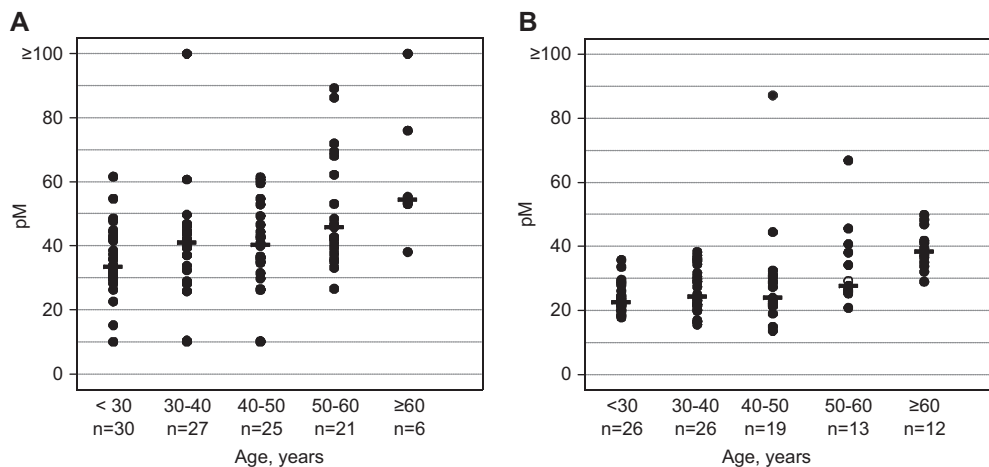 A
≥100
80
60
40
20
0
pM
< 30 30-40 40-50 50-60 ≥60
n=30 n=27 n=25 n=21 n=6
Age, years
B
≥100
80
60
40
20
0
pM
<30 30-40 40-50 50-60 ≥60
n=26 n=26 n=19 n=13 n=12
Age, years